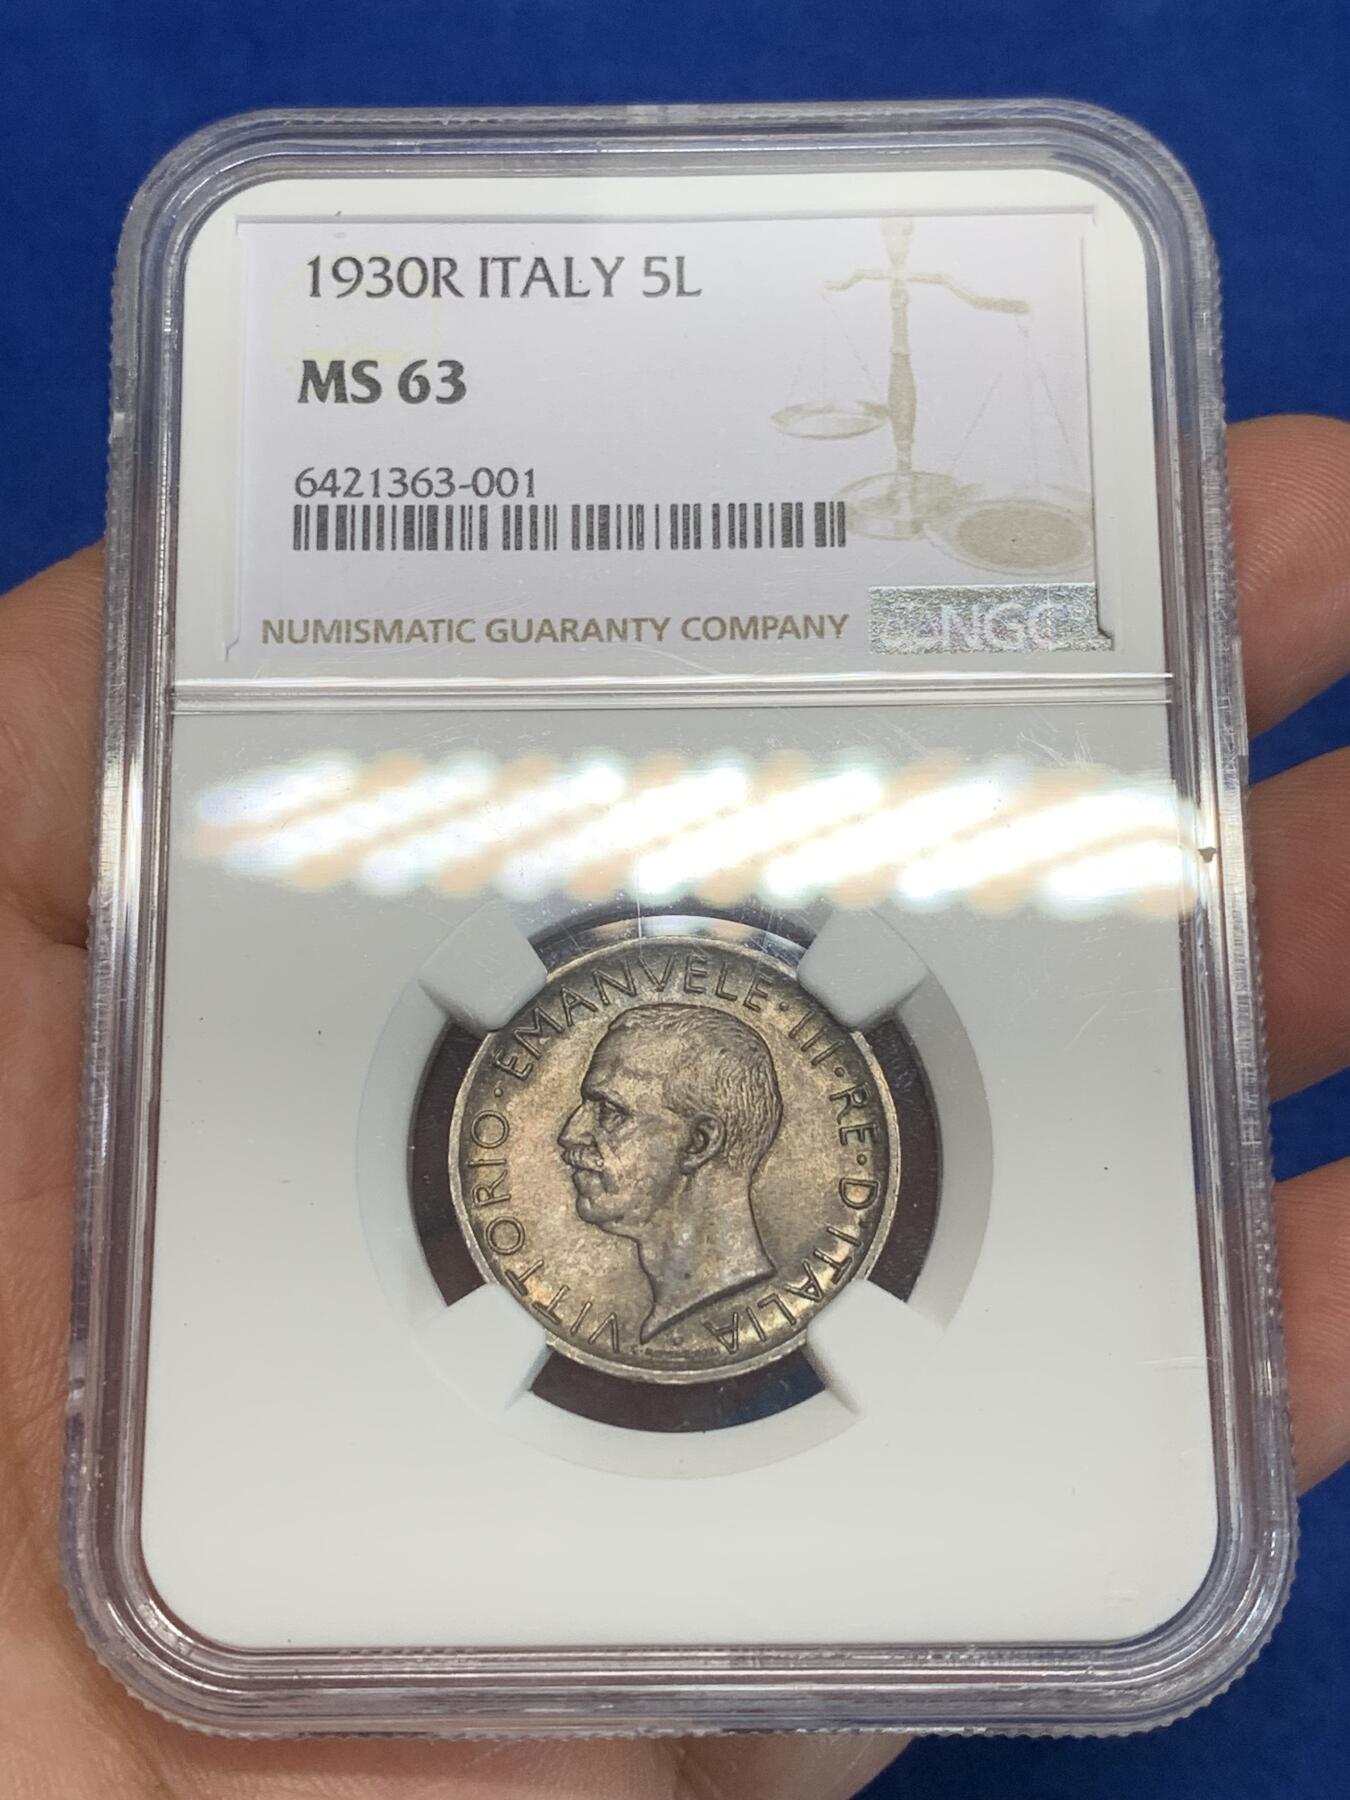 1930R ITALY 5L
MS 63
6421363-001
NUMISMATIC GUARANTY COMPANY
NGC
VITTORIO · EMANVELE · III · RE · D'ITALIA ·